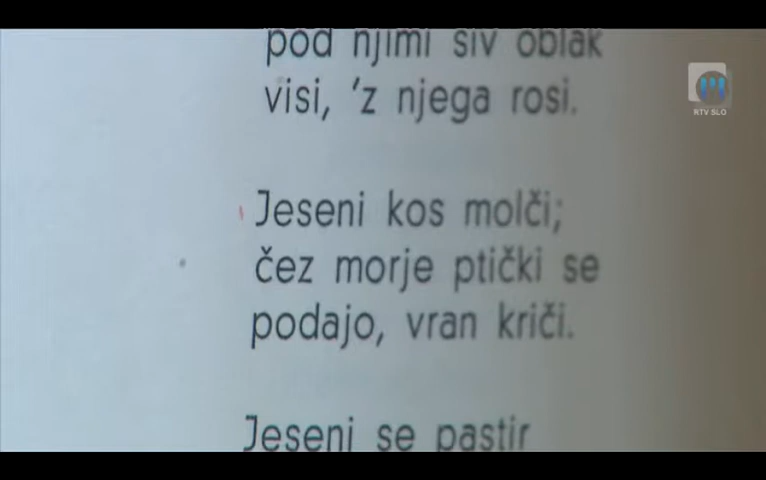 pod njimi siv oblak
visi, ’z njega rosi.
Jeseni kos molči;
čez morje ptički se
podajo, vran kriči.
Jeseni se pastir
RTV SLO